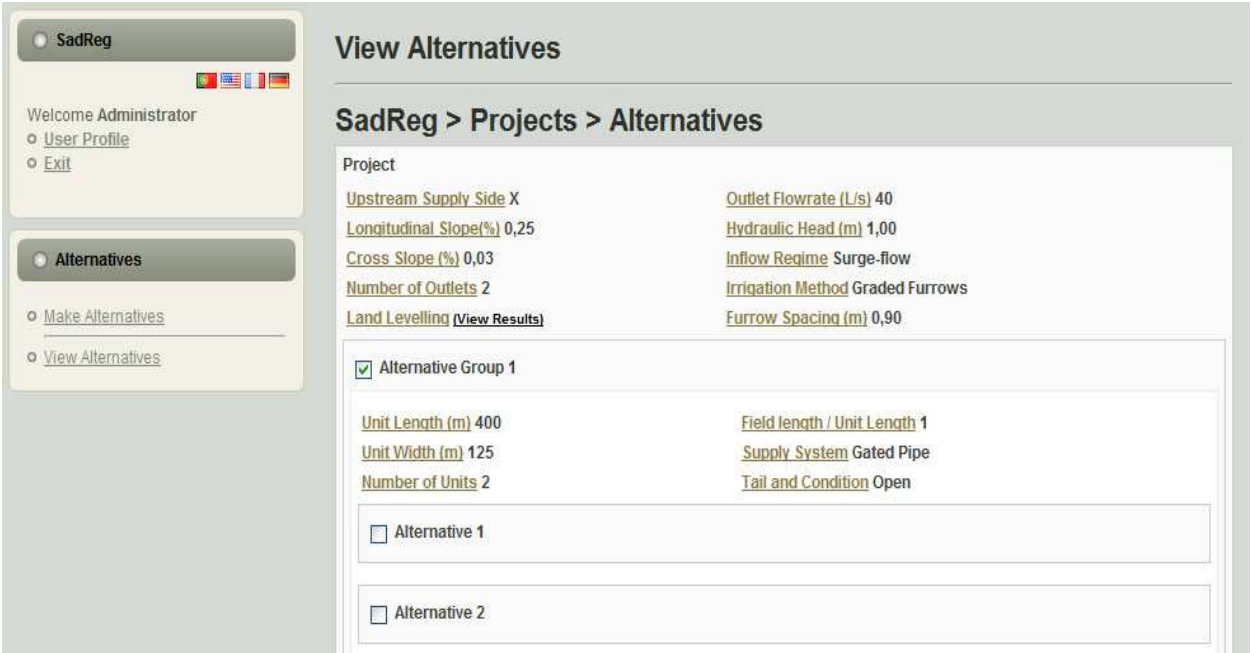 SadReg
Welcome Administrator
User Profile
Exit
Alternatives
Make Alternatives
View Alternatives
View Alternatives
SadReg > Projects > Alternatives
Project
Upstream Supply Side X
Outlet Flowrate (L/s) 40
Longitudinal Slope(%) 0,25
Hydraulic Head (m) 1,00
Cross Slope (%) 0,03
Inflow Regime Surge-flow
Number of Outlets 2
Irrigation Method Graded Furrows
Land Levelling (View Results)
Furrow Spacing (m) 0,90
Alternative Group 1
Unit Length (m) 400
Field length / Unit Length 1
Unit Width (m) 125
Supply System Gated Pipe
Number of Units 2
Tail and Condition Open
Alternative 1
Alternative 2